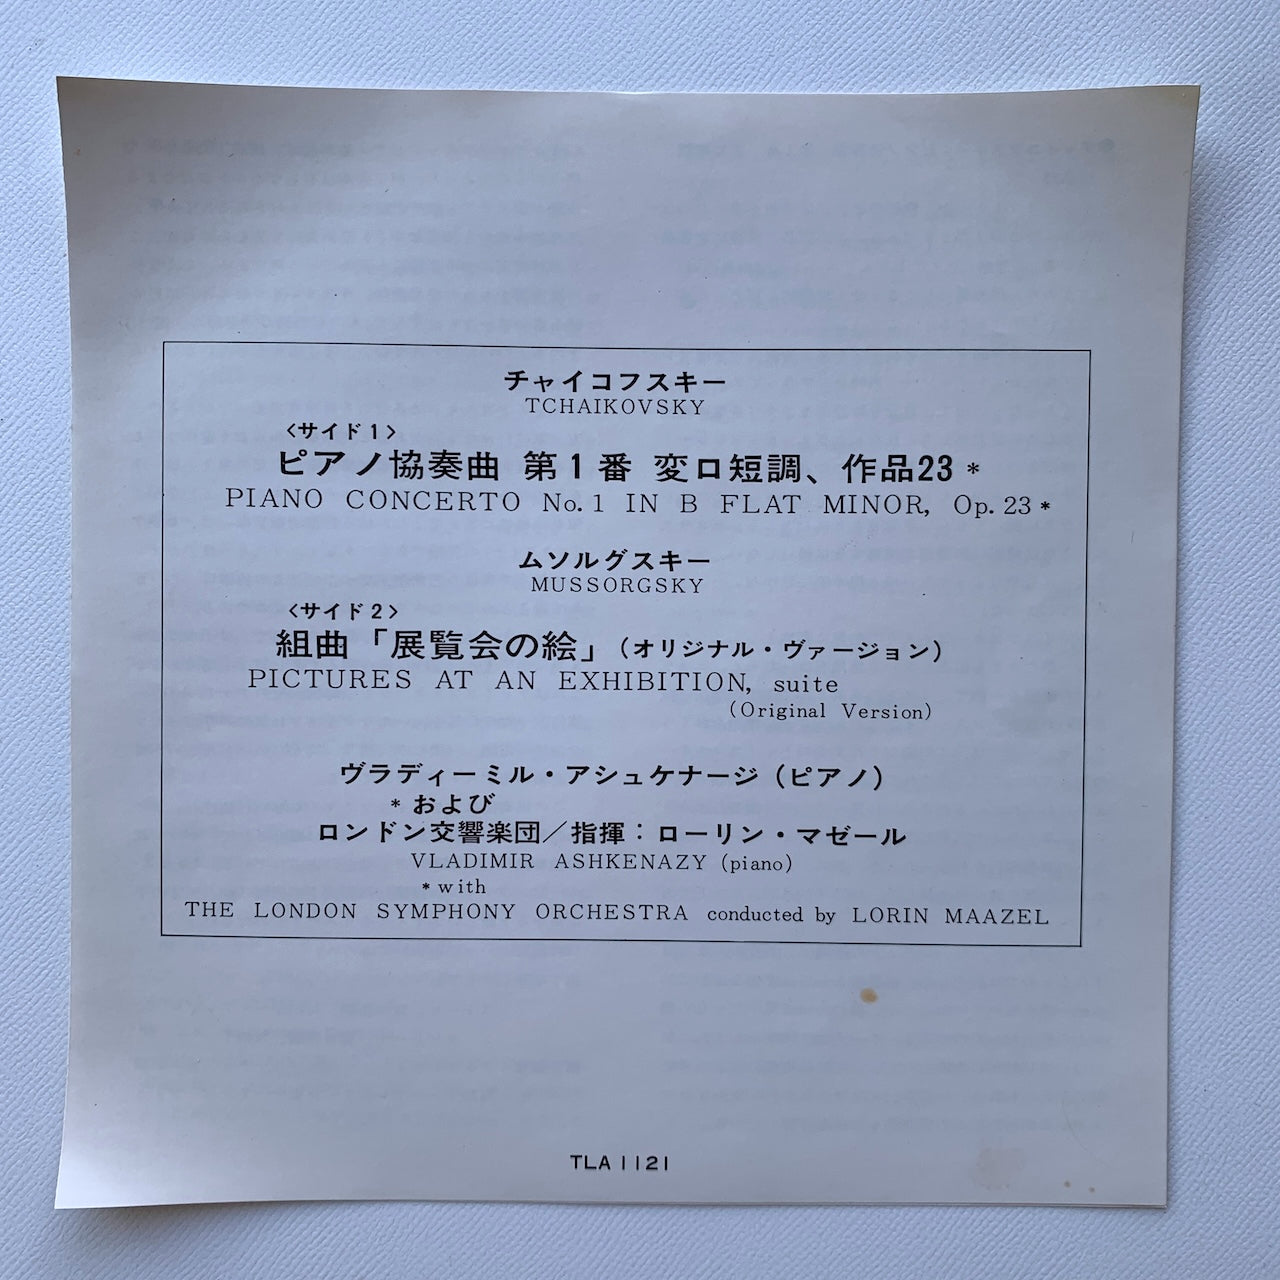 チャイコフスキー
TCHAIKOVSKY
〈サイド1〉
ピアノ協奏曲 第1番 変ロ短調、作品23 *
PIANO CONCERTO No. 1 IN B FLAT MINOR, Op. 23 *
ムソルグスキー
MUSSORGSKY
〈サイド2〉
組曲「展覧会の絵」(オリジナル・ヴァージョン)
PICTURES AT AN EXHIBITION, suite
(Original Version)
ヴラディーミル・アシュケナージ(ピアノ)
* および
ロンドン交響楽団/指揮:ローリン・マゼール
VLADIMIR ASHKENAZY (piano)
* with
THE LONDON SYMPHONY ORCHESTRA conducted by LORIN MAAZEL
TLA 1121